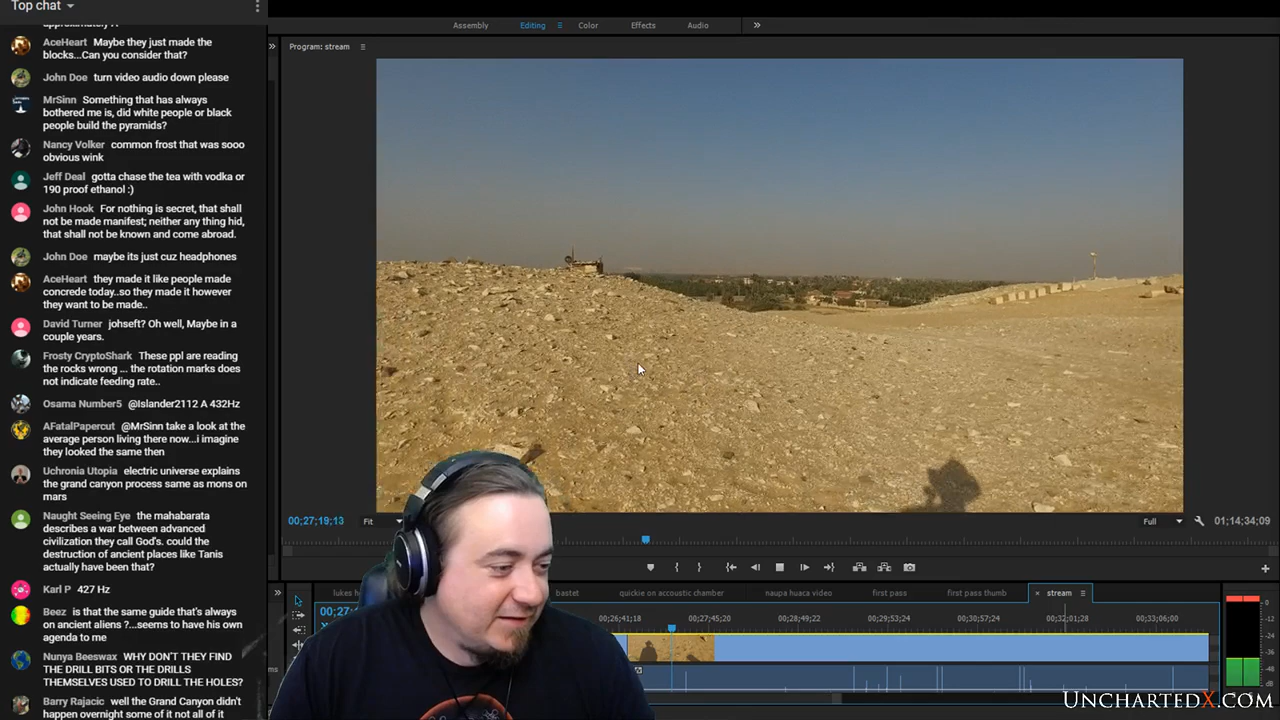 Top chat
approximately A
AceHeart Maybe they just made the
blocks...Can you consider that?
John Doe turn video audio down please
MrSinn Something that has always
bothered me is, did white people or black
people build the pyramids?
Nancy Volker common frost that was sooo
obvious wink
Jeff Deal gotta chase the tea with vodka or
190 proof ethanol :)
John Hook For nothing is secret, that shall
not be made manifest; neither any thing hid,
that shall not be known and come abroad.
John Doe maybe its just cuz headphones
AceHeart they made it like people made
concrede today..so they made it however
they want to be made..
David Turner johseft? Oh well, Maybe in a
couple years.
Frosty CryptoShark These ppl are reading
the rocks wrong ... the rotation marks does
not indicate feeding rate..
Osama Number5 @Islander2112 A 432Hz
AFatalPapercut @MrSinn take a look at the
average person living there now...i imagine
they looked the same then
Uchronia Utopia electric universe explains
the grand canyon process same as mons on
mars
Naught Seeing Eye the mahabarata
describes a war between advanced
civilization they call God's. could the
destruction of ancient places like Tanis
actually have been that?
Karl P 427 Hz
Beez is that the same guide that's always
on ancient aliens ?...seems to have his own
agenda to me
Nunya Beeswax WHY DON'T THEY FIND
THE DRILL BITS OR THE DRILLS
THEMSELVES USED TO DRILL THE HOLES?
Barry Rajacic well the Grand Canyon didn't
happen overnight some of it not all of it
Assembly Editing Color Effects Audio
Program: stream
00;27;19;13 Fit Full 01;14;34;09
lukes h bastet quickie on accoustic chamber naupa huaca video first pass first pass thumb stream
00;27;1
00;26;41;18 00;27;45;20 00;28;49;22 00;29;53;24 00;30;57;24 00;32;01;28 00;33;06;00
0
-12
-24
-36
-48
dB
ms
UnchartedX.com